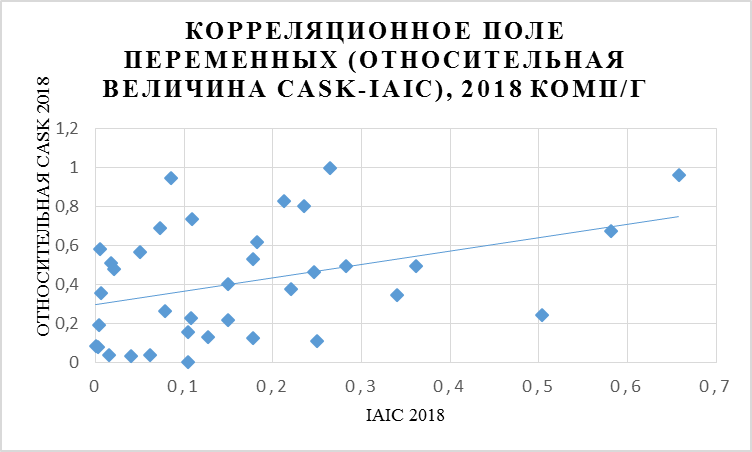 КОРРЕЛЯЦИОННОЕ ПОЛЕ
ПЕРЕМЕННЫХ (ОТНОСИТЕЛЬНАЯ
ВЕЛИЧИНА CASK-IAIC), 2018 КОМП/Г
ОТНОСИТЕЛЬНАЯ CASK 2018
1,2
1
0,8
0,6
0,4
0,2
0
0 0,1 0,2 0,3 0,4 0,5 0,6 0,7
IAIC 2018